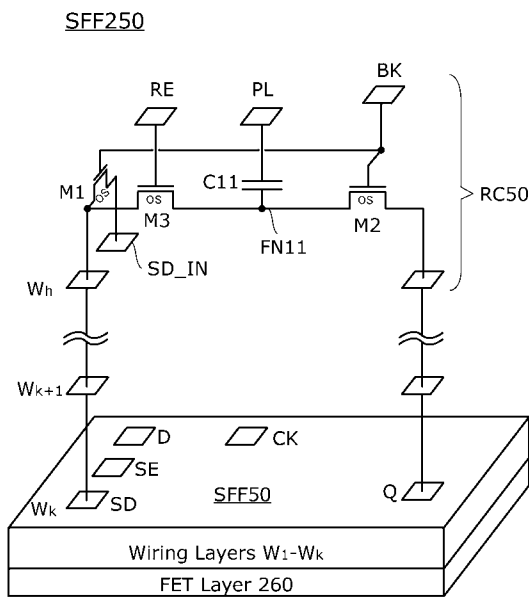 SFF250
RE
PL
BK
M1
OS
OS
M3
C11
OS
M2
RC50
FN11
SD_IN
Wh
Wk+1
D
CK
SE
SFF50
Q
Wk
SD
Wiring Layers W1-Wk
FET Layer 260